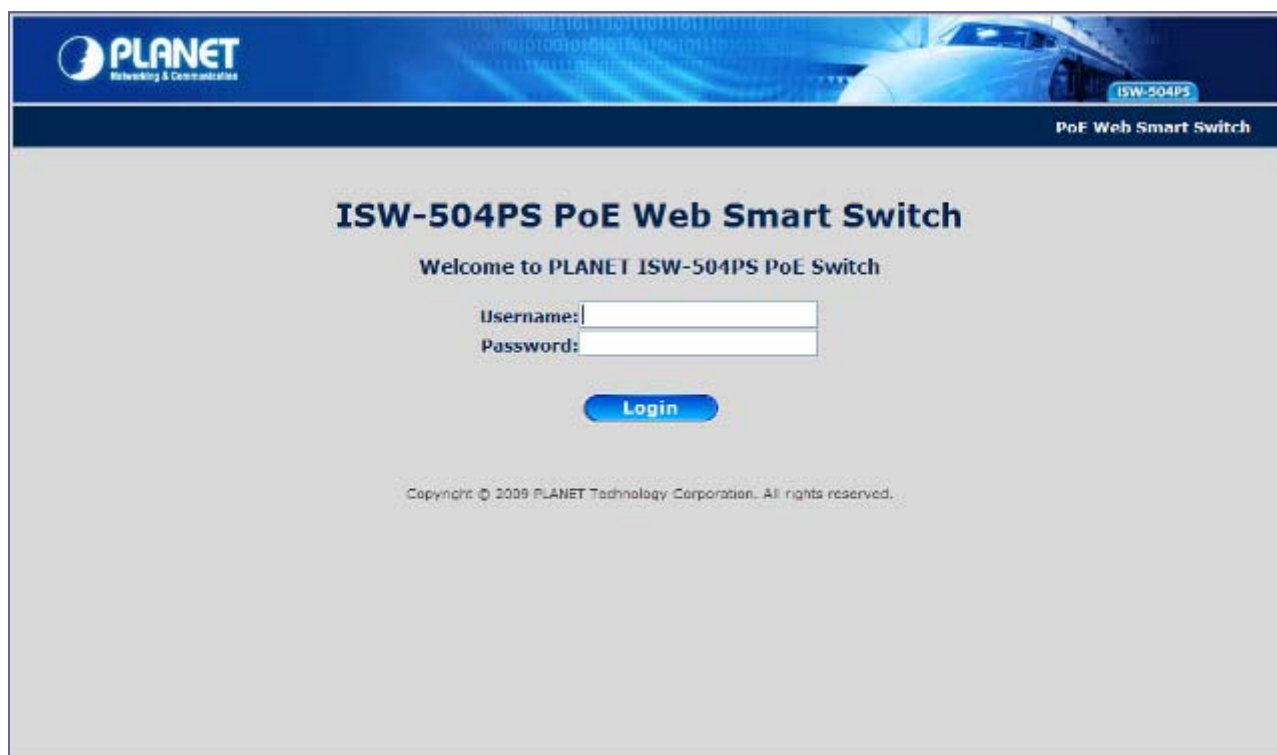 PLANET
Networking & Communication
ISW-504PS
PoE Web Smart Switch
ISW-504PS PoE Web Smart Switch
Welcome to PLANET ISW-504PS PoE Switch
Username:
Password:
Login
Copyright © 2009 PLANET Technology Corporation. All rights reserved.